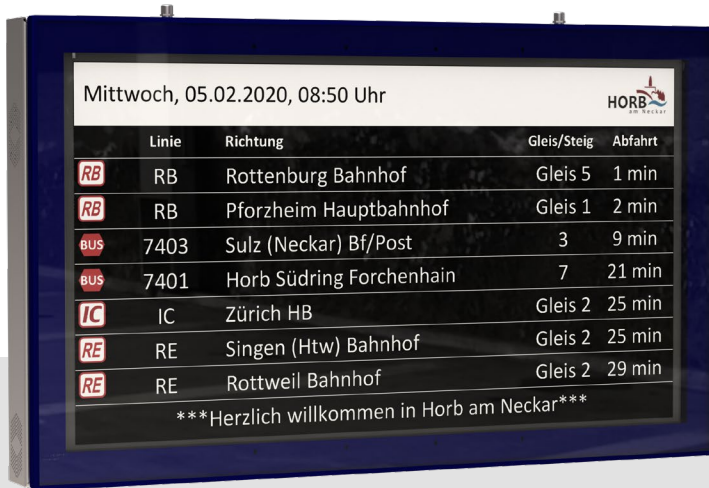 Mittwoch, 05.02.2020, 08:50 Uhr
HORB
am Neckar
Linie Richtung Gleis/Steig Abfahrt
RB RB Rottenburg Bahnhof Gleis 5 1 min
RB RB Pforzheim Hauptbahnhof Gleis 1 2 min
BUS 7403 Sulz (Neckar) Bf/Post 3 9 min
BUS 7401 Horb Südring Forchenhain 7 21 min
IC IC Zürich HB Gleis 2 25 min
RE RE Singen (Htw) Bahnhof Gleis 2 25 min
RE RE Rottweil Bahnhof Gleis 2 29 min
***Herzlich willkommen in Horb am Neckar***